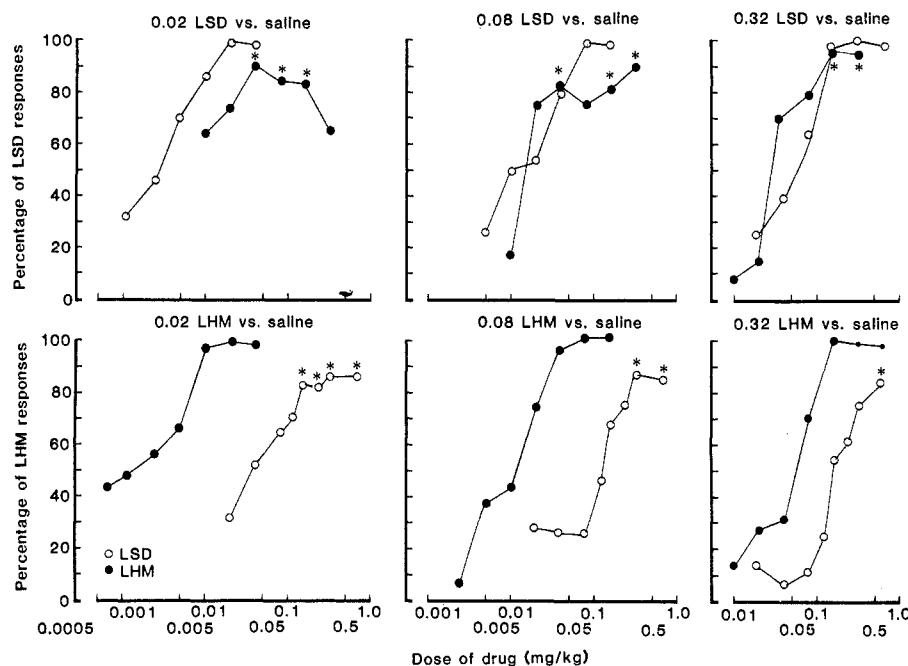 0.02 LSD vs. saline
0.08 LSD vs. saline
0.32 LSD vs. saline
Percentage of LSD responses
100
80
60
40
20
0
* * *
* * *
* *
0.02 LHM vs. saline
0.08 LHM vs. saline
0.32 LHM vs. saline
Percentage of LHM responses
100
80
60
40
20
0
* * * *
* *
*
LSD
LHM
0.001 0.01 0.1 1.0
0.0005 0.005 0.05 0.5
0.001 0.01 0.1 1.0
0.005 0.05 0.5
0.01 0.1 1.0
0.05 0.5
Dose of drug (mg/kg)